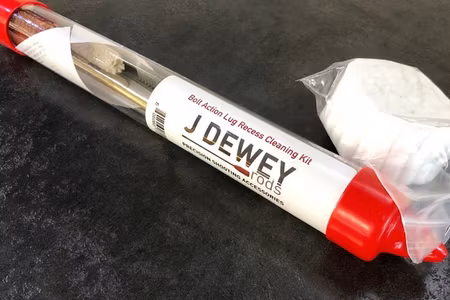 Bolt Action Lug Recess Cleaning Kit
J DEWEY
rods
PRECISION SHOOTING ACCESSORIES